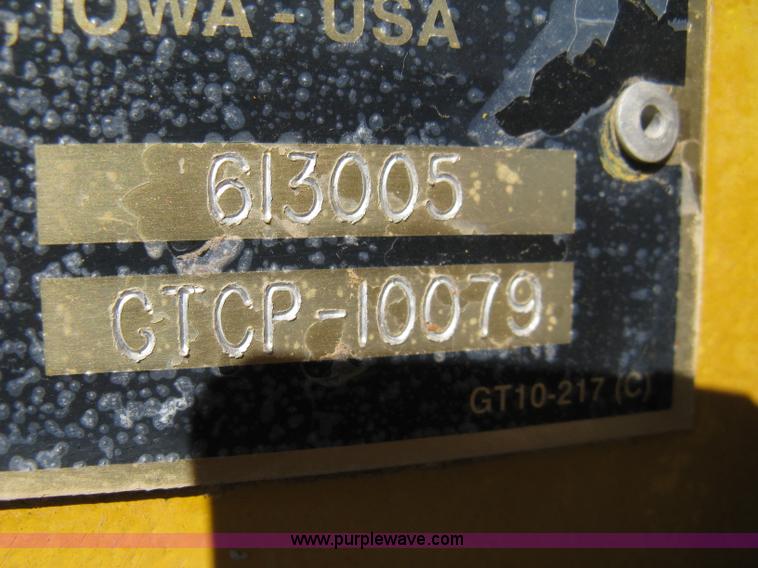 , IOWA - USA
613005
GTCP-10079
GT10-217 (C)
www.purplewave.com